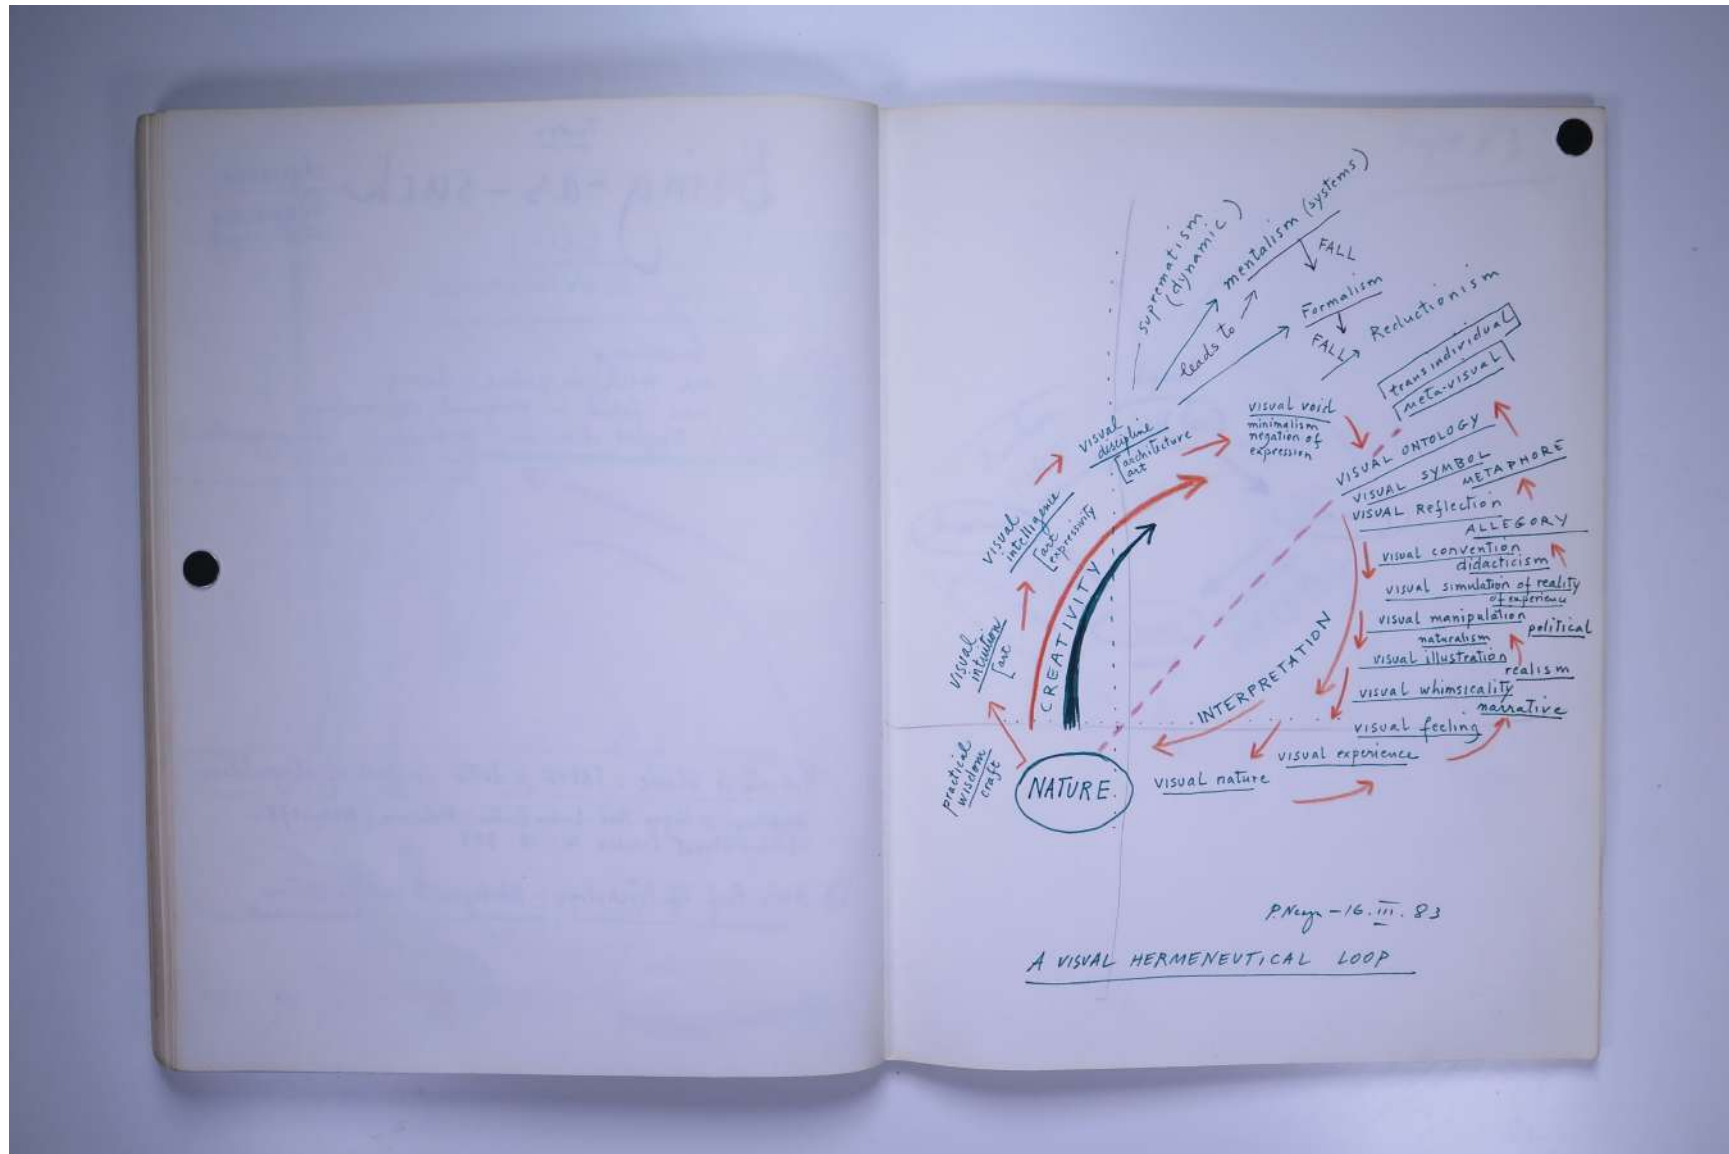 suprematism
(dynamic)
mentalism (systems)
FALL
leads to
Formalism
FALL
Reductionism
transindividual
meta-visual
visual void
minimalism
negation of
expression
visual
discipline
architecture
art
VISUAL ONTOLOGY
VISUAL SYMBOL
METAPHORE
VISUAL Reflection
ALLEGORY
visual
intelligence
art
expressivity
visual convention
didacticism
visual simulation of reality
of experience
visual manipulation
political
naturalism
visual illustration
realism
visual whimsicality
narrative
visual feeling
visual experience
visual nature
visual
intuition
art
CREATIVITY
INTERPRETATION
practical
wisdom
craft
NATURE.
16.III.83
A VISUAL HERMENEUTICAL LOOP